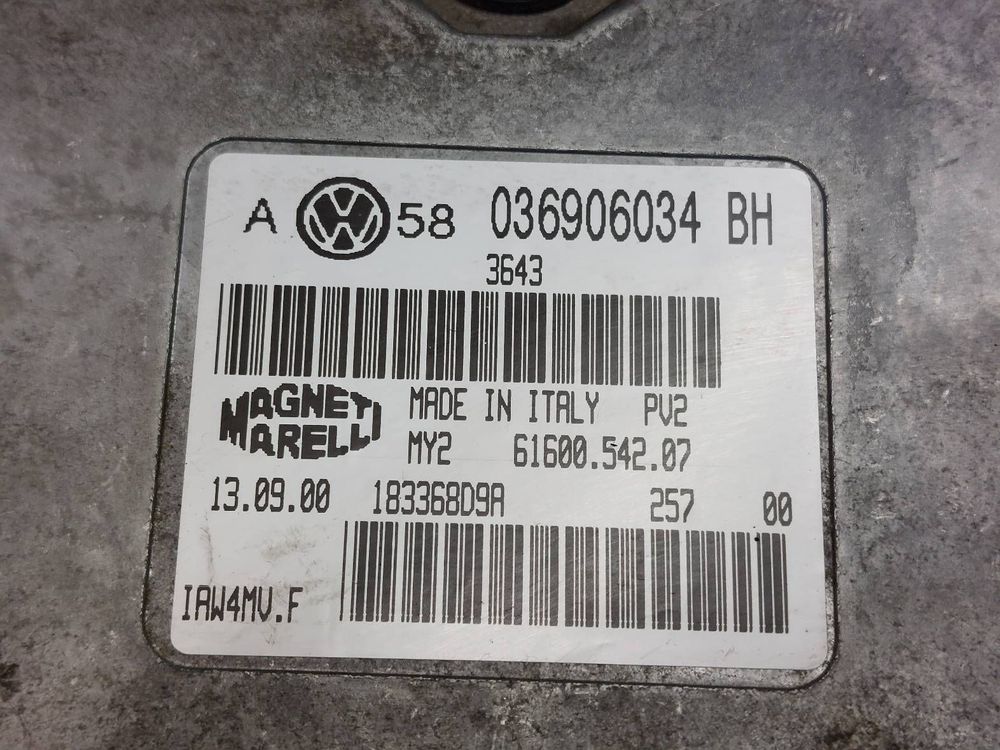 A VW 58 036906034 BH
3643
MAGNETI MARELLI
MADE IN ITALY PV2
MY2 61600.542.07
13.09.00 183368D9A 257 00
IAW4MV.F